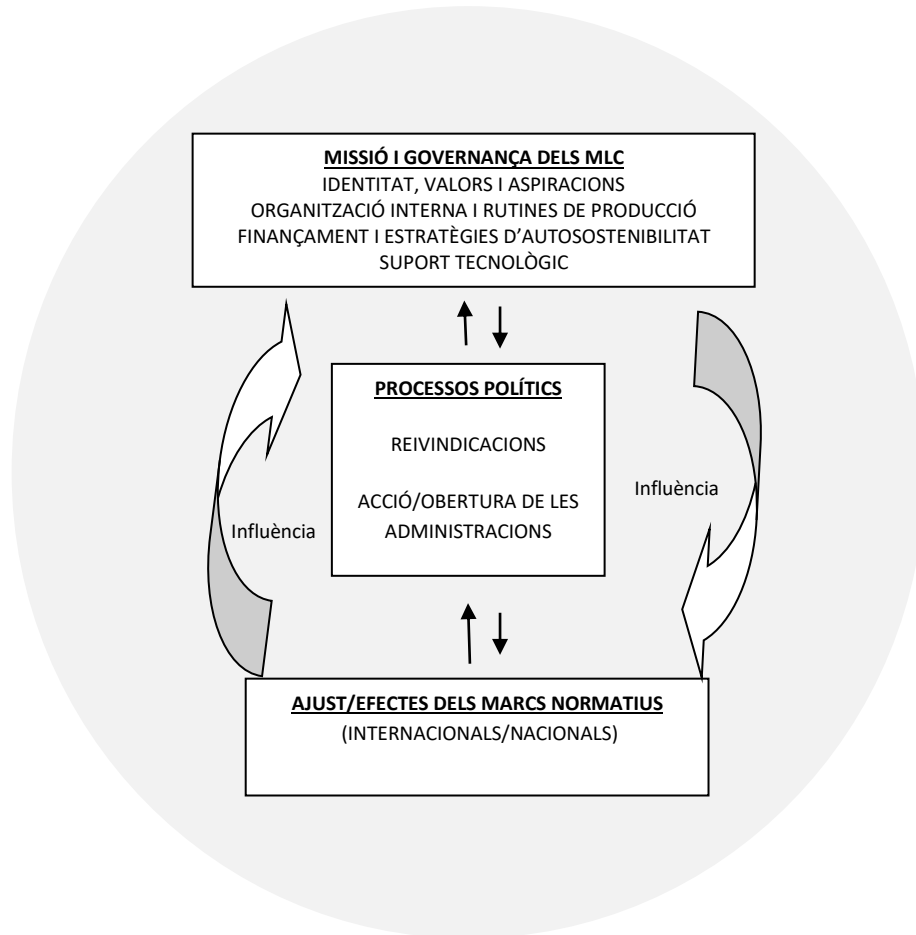 MISSIÓ I GOVERNANÇA DELS MLC
IDENTITAT, VALORS I ASPIRACIONS
ORGANITZACIÓ INTERNA I RUTINES DE PRODUCCIÓ
FINANÇAMENT I ESTRATÈGIES D’AUTOSOSTENIBILITAT
SUPORT TECNOLÒGIC
PROCESSOS POLÍTICS
REIVINDICACIONS
ACCIÓ/OBERTURA DE LES
ADMINISTRACIONS
Influència
Influència
AJUST/EFECTES DELS MARCS NORMATIUS
(INTERNACIONALS/NACIONALS)